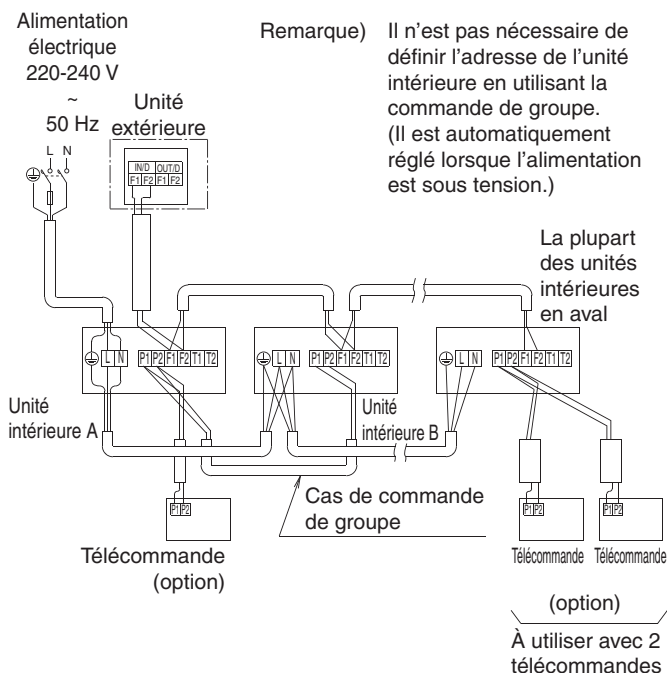 Alimentation
électrique
220-240 V
~
50 Hz
L N
Unité
extérieure
IN/D OUT/D
F1 F2 F1 F2
Remarque) Il n'est pas nécessaire de
définir l'adresse de l'unité
intérieure en utilisant la
commande de groupe.
(Il est automatiquement
réglé lorsque l'alimentation
est sous tension.)
La plupart
des unités
intérieures
en aval
L N P1 P2 F1 F2 T1 T2
L N P1 P2 F1 F2 T1 T2
L N P1 P2 F1 F2 T1 T2
Unité
intérieure A
Unité
intérieure B
Cas de commande
de groupe
P1 P2
Télécommande
(option)
P1 P2
P1 P2
Télécommande Télécommande
(option)
À utiliser avec 2
télécommandes